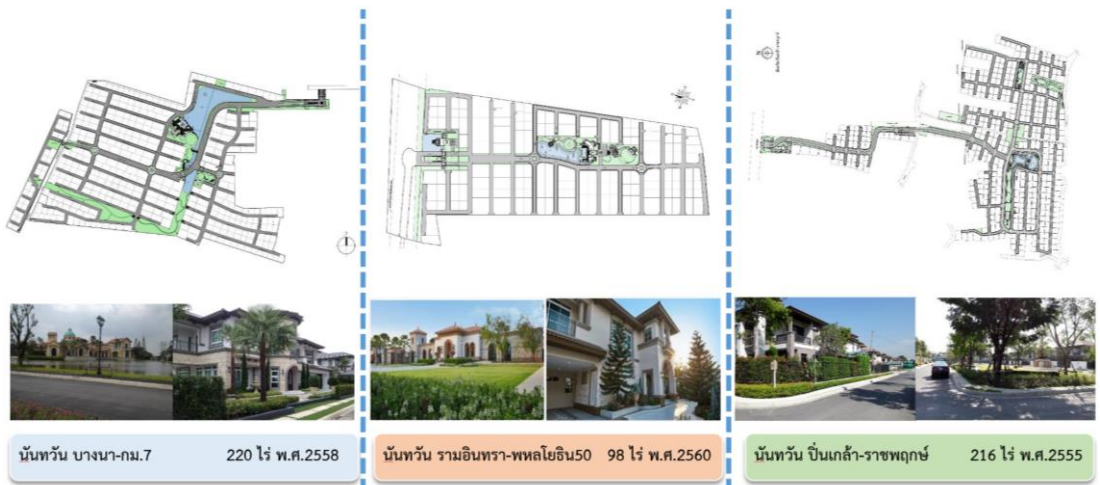 นันทวัน บางนา-กม.7 220 ไร่ พ.ศ.2558
นันทวัน รามอินทรา-พหลโยธิน50 98 ไร่ พ.ศ.2560
นันทวัน ปิ่นเกล้า-ราชพฤกษ์ 216 ไร่ พ.ศ.2555